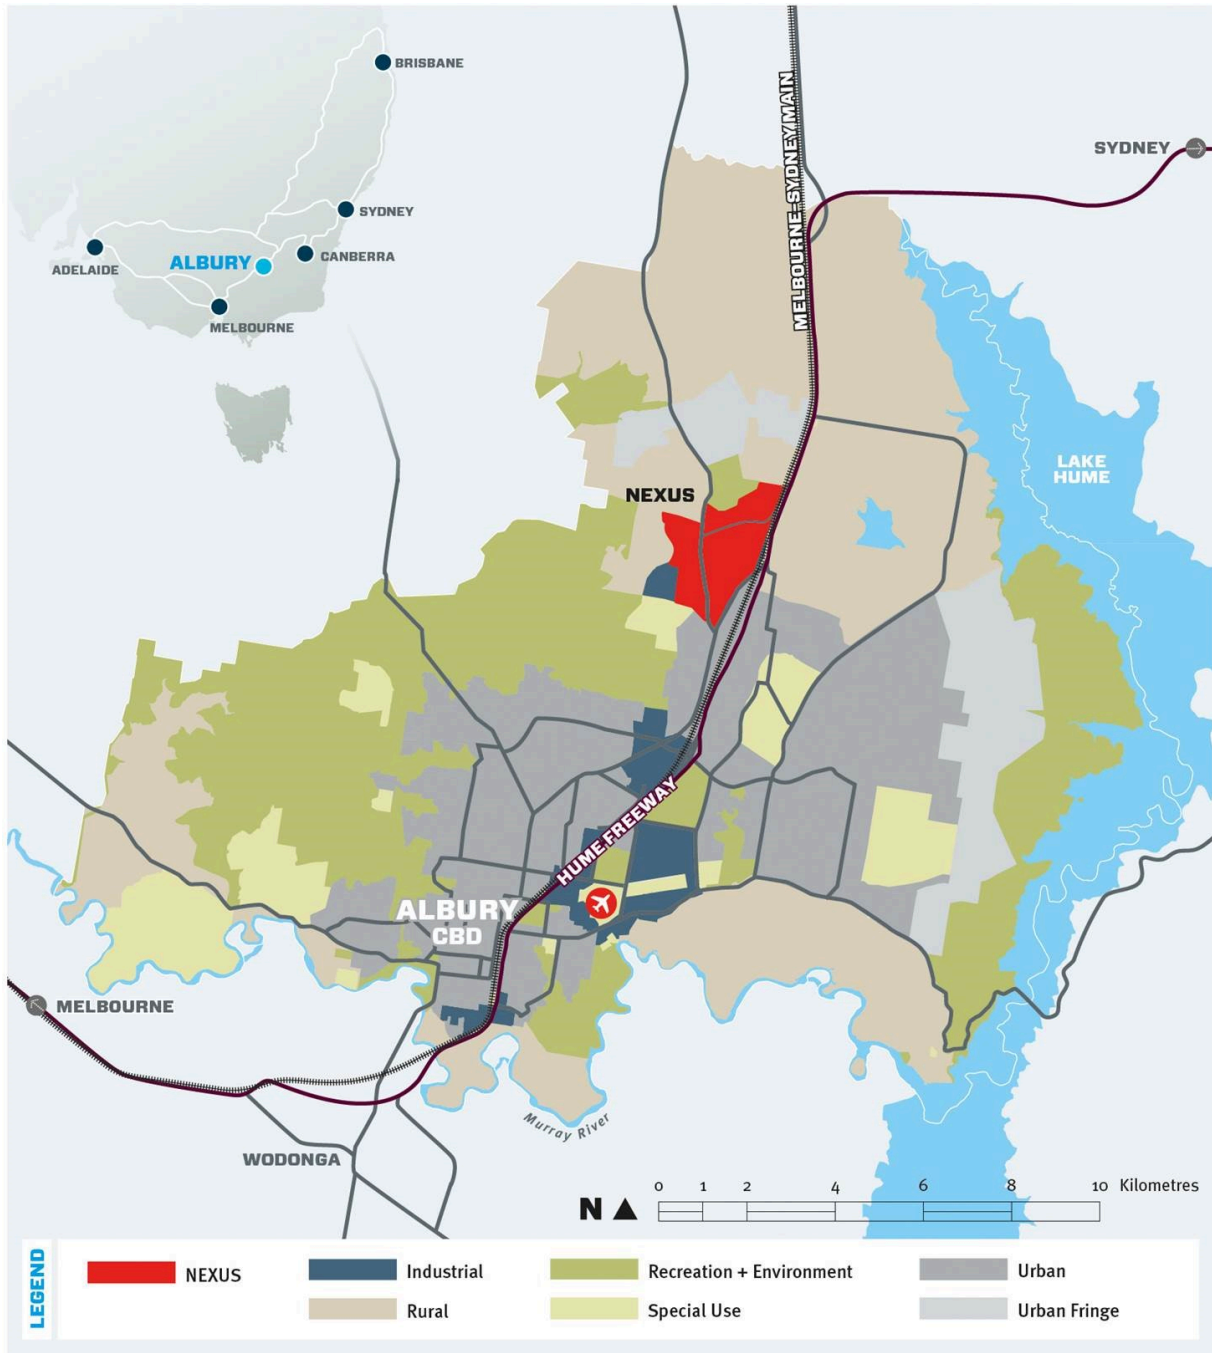 BRISBANE
SYDNEY
CANBERRA
ALBURY
ADELAIDE
MELBOURNE
MELBOURNE-SYDNEY MAIN
SYDNEY
NEXUS
LAKE
HUME
HUME FREEWAY
ALBURY
CBD
MELBOURNE
WODONGA
Murray River
N
0 1 2 4 6 8 10 Kilometres
LEGEND
NEXUS
Industrial
Recreation + Environment
Urban
Rural
Special Use
Urban Fringe